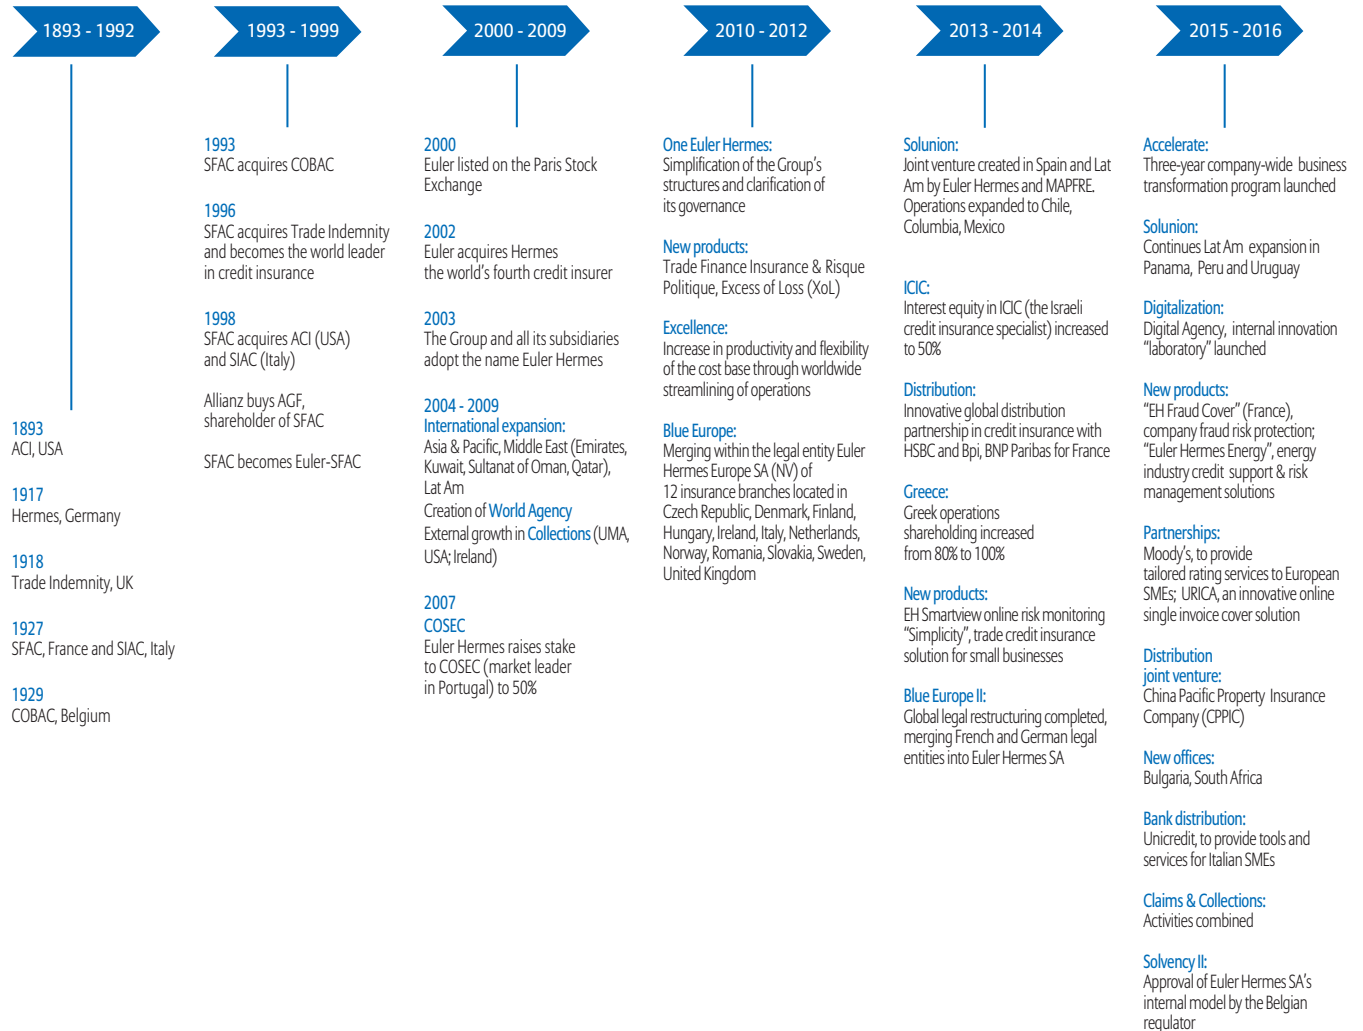 1893 - 1992
1893
ACI, USA
1917
Hermes, Germany
1918
Trade Indemnity, UK
1927
SFAC, France and SIAC, Italy
1929
COBAC, Belgium
1993 - 1999
1993
SFAC acquires COBAC
1996
SFAC acquires Trade Indemnity
and becomes the world leader
in credit insurance
1998
SFAC acquires ACI (USA)
and SIAC (Italy)
Allianz buys AGF,
shareholder of SFAC
SFAC becomes Euler-SFAC
2000 - 2009
2000
Euler listed on the Paris Stock
Exchange
2002
Euler acquires Hermes
the world's fourth credit insurer
2003
The Group and all its subsidiaries
adopt the name Euler Hermes
2004 - 2009
International expansion:
Asia & Pacific, Middle East (Emirates,
Kuwait, Sultanat of Oman, Qatar),
Lat Am
Creation of World Agency
External growth in Collections (UMA,
USA; Ireland)
2007
COSEC
Euler Hermes raises stake
to COSEC (market leader
in Portugal) to 50%
2010 - 2012
One Euler Hermes:
Simplification of the Group's
structures and clarification of
its governance
New products:
Trade Finance Insurance & Risque
Politique, Excess of Loss (XoL)
Excellence:
Increase in productivity and flexibility
of the cost base through worldwide
streamlining of operations
Blue Europe:
Merging within the legal entity Euler
Hermes Europe SA (NV) of
12 insurance branches located in
Czech Republic, Denmark, Finland,
Hungary, Ireland, Italy, Netherlands,
Norway, Romania, Slovakia, Sweden,
United Kingdom
2013 - 2014
Solunion:
Joint venture created in Spain and Lat
Am by Euler Hermes and MAPFRE.
Operations expanded to Chile,
Columbia, Mexico
ICIC:
Interest equity in ICIC (the Israeli
credit insurance specialist) increased
to 50%
Distribution:
Innovative global distribution
partnership in credit insurance with
HSBC and Bpi, BNP Paribas for France
Greece:
Greek operations
shareholding increased
from 80% to 100%
New products:
EH Smartview online risk monitoring
“Simplicity”, trade credit insurance
solution for small businesses
Blue Europe II:
Global legal restructuring completed,
merging French and German legal
entities into Euler Hermes SA
2015 - 2016
Accelerate:
Three-year company-wide business
transformation program launched
Solunion:
Continues Lat Am expansion in
Panama, Peru and Uruguay
Digitalization:
Digital Agency, internal innovation
“laboratory” launched
New products:
“EH Fraud Cover” (France),
company fraud risk protection;
“Euler Hermes Energy”, energy
industry credit support & risk
management solutions
Partnerships:
Moody's, to provide
tailored rating services to European
SMEs; URICA, an innovative online
single invoice cover solution
Distribution
joint venture:
China Pacific Property Insurance
Company (CPPIC)
New offices:
Bulgaria, South Africa
Bank distribution:
Unicredit, to provide tools and
services for Italian SMEs
Claims & Collections:
Activities combined
Solvency II:
Approval of Euler Hermes SA's
internal model by the Belgian
regulator